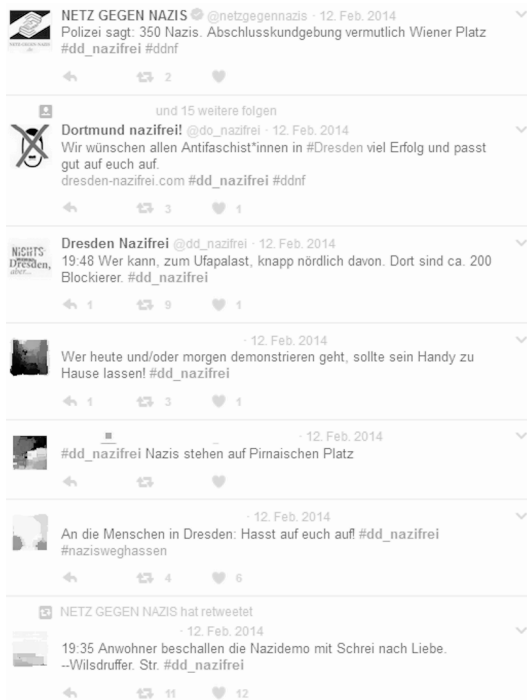 NETZ GEGEN NAZIS @netzgegennazis · 12. Feb. 2014
Polizei sagt: 350 Nazis. Abschlusskundgebung vermutlich Wiener Platz
#dd_nazifrei #ddnf
2
und 15 weitere folgen
Dortmund nazifrei! @do_nazifrei · 12. Feb. 2014
Wir wünschen allen Antifaschist*innen in #Dresden viel Erfolg und passt
gut auf euch auf.
dresden-nazifrei.com #dd_nazifrei #ddnf
3 1
NICHTS
Dresden,
aber...
Dresden Nazifrei @dd_nazifrei · 12. Feb. 2014
19:48 Wer kann, zum Ufapalast, knapp nördlich davon. Dort sind ca. 200
Blockierer. #dd_nazifrei
1 9 1
· 12. Feb. 2014
Wer heute und/oder morgen demonstrieren geht, sollte sein Handy zu
Hause lassen! #dd_nazifrei
1 3 1
· 12. Feb. 2014
#dd_nazifrei Nazis stehen auf Pirnaischen Platz
· 12. Feb. 2014
An die Menschen in Dresden: Hasst auf euch auf! #dd_nazifrei
#nazisweghassen
4 6
NETZ GEGEN NAZIS hat retweetet
· 12. Feb. 2014
19:35 Anwohner beschallen die Nazidemo mit Schrei nach Liebe.
--Wilsdruffer. Str. #dd_nazifrei
11 12